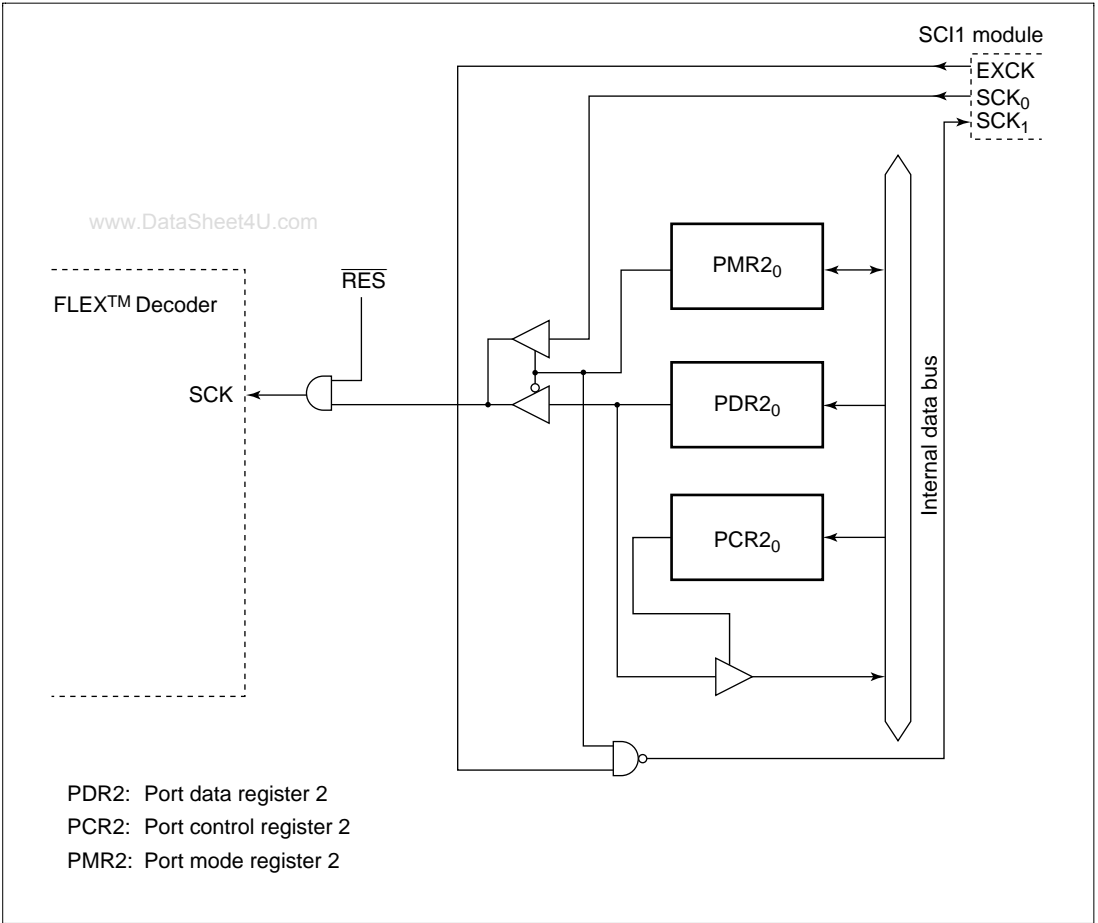 SCI1 module
EXCK
SCK₀
SCK₁
www.DataSheet4U.com
PMR2₀
RES
FLEX™ Decoder
SCK
PDR2₀
Internal data bus
PCR2₀
PDR2: Port data register 2
PCR2: Port control register 2
PMR2: Port mode register 2